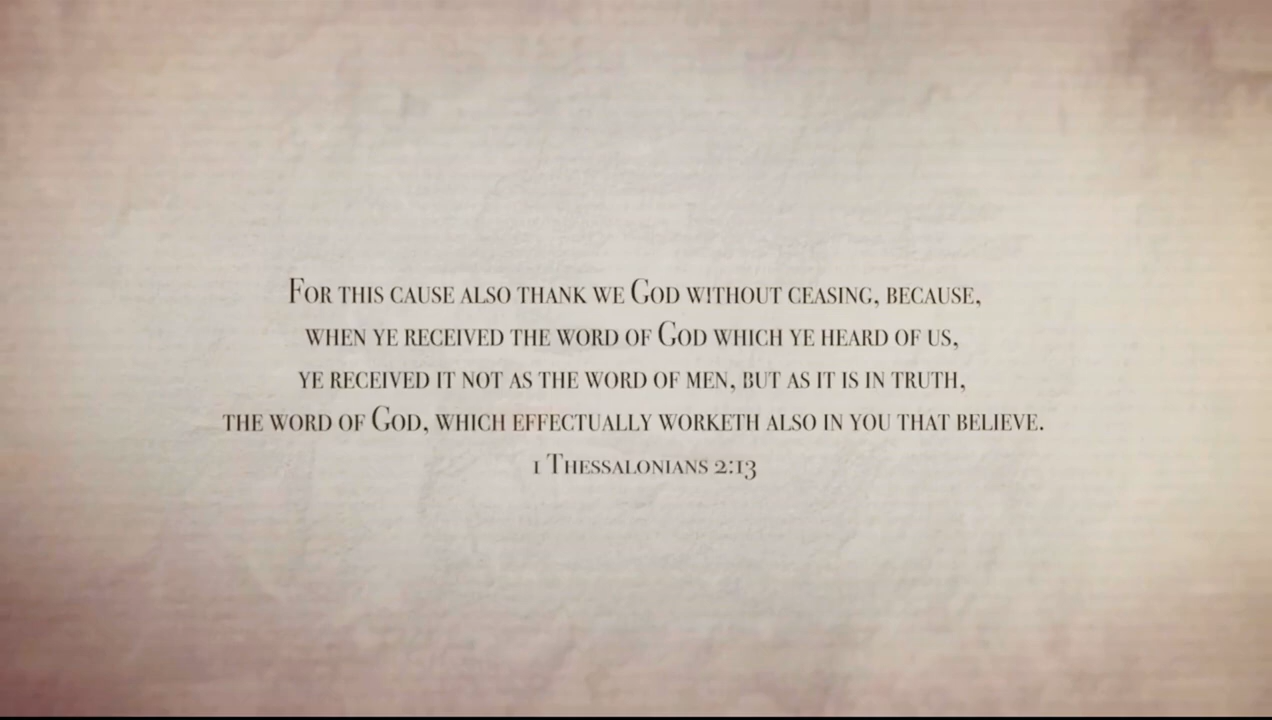 For this cause also thank we God without ceasing, because,
when ye received the word of God which ye heard of us,
ye received it not as the word of men, but as it is in truth,
the word of God, which effectually worketh also in you that believe.
1 Thessalonians 2:13